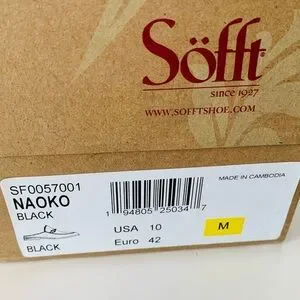 Söfft
since 1927
WWW.SOFFTSHOE.COM
SF0057001
NAOKO
BLACK
MADE IN CAMBODIA
1 94805 25034 7
BLACK
USA 10
Euro 42
M